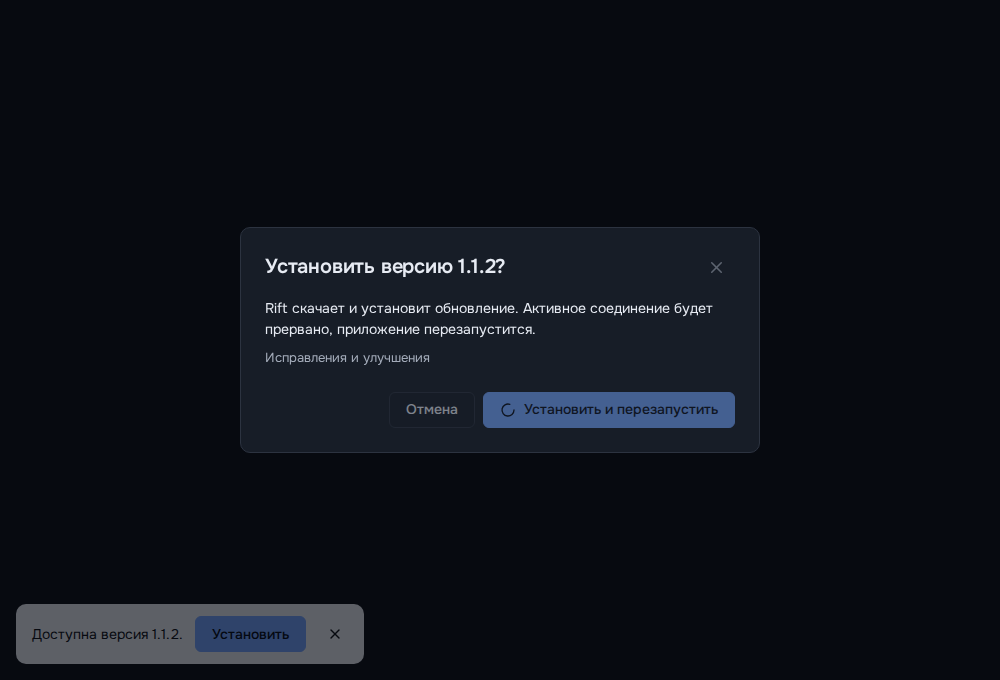 Установить версию 1.1.2?
Rift скачает и установит обновление. Активное соединение будет
прервано, приложение перезапустится.
Исправления и улучшения
Отмена
Установить и перезапустить
Доступна версия 1.1.2.
Установить